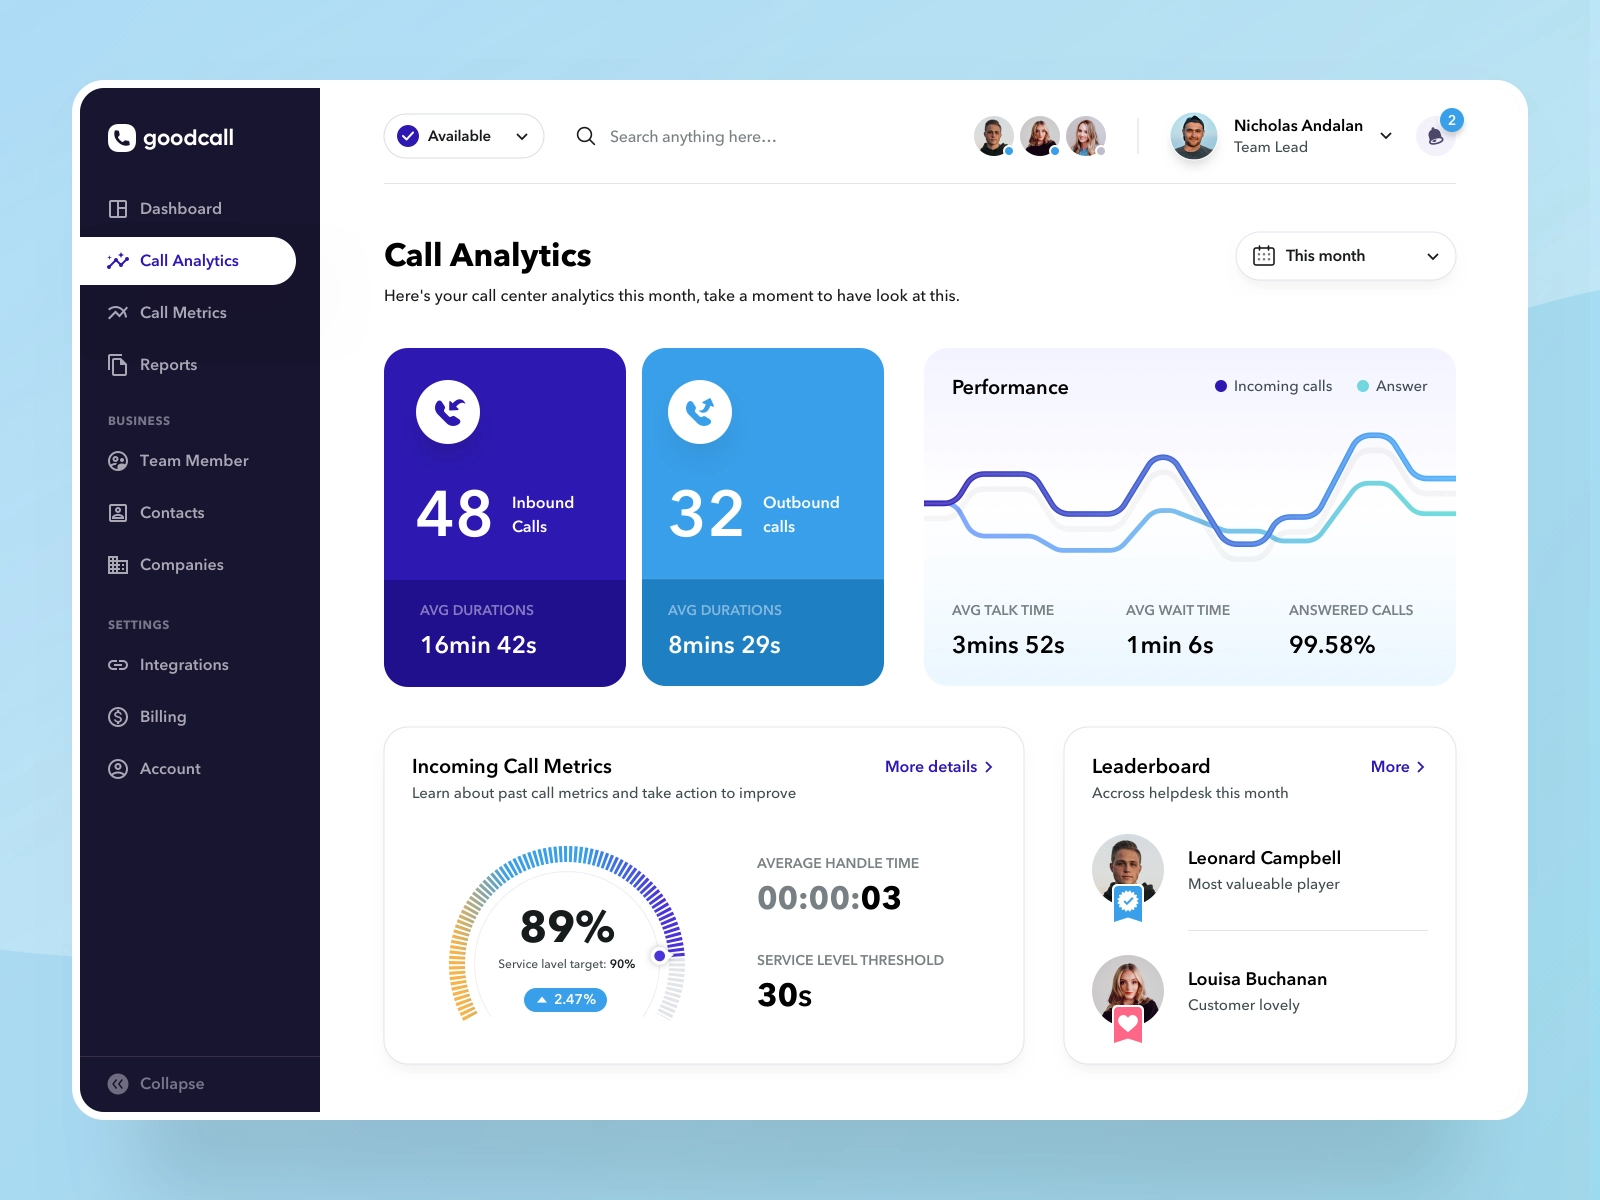 goodcall
Dashboard
Call Analytics
Call Metrics
Reports
BUSINESS
Team Member
Contacts
Companies
SETTINGS
Integrations
Billing
Account
Collapse
Available
Search anything here...
Nicholas Andalan
Team Lead
2
Call Analytics
Here's your call center analytics this month, take a moment to have look at this.
This month
48
Inbound
Calls
AVG DURATIONS
16min 42s
32
Outbound
calls
AVG DURATIONS
8mins 29s
Performance
Incoming calls
Answer
AVG TALK TIME
3mins 52s
AVG WAIT TIME
1min 6s
ANSWERED CALLS
99.58%
Incoming Call Metrics
More details
Learn about past call metrics and take action to improve
89%
Service lavel target: 90%
2.47%
AVERAGE HANDLE TIME
00:00:03
SERVICE LEVEL THRESHOLD
30s
Leaderboard
More
Accross helpdesk this month
Leonard Campbell
Most valueable player
Louisa Buchanan
Customer lovely